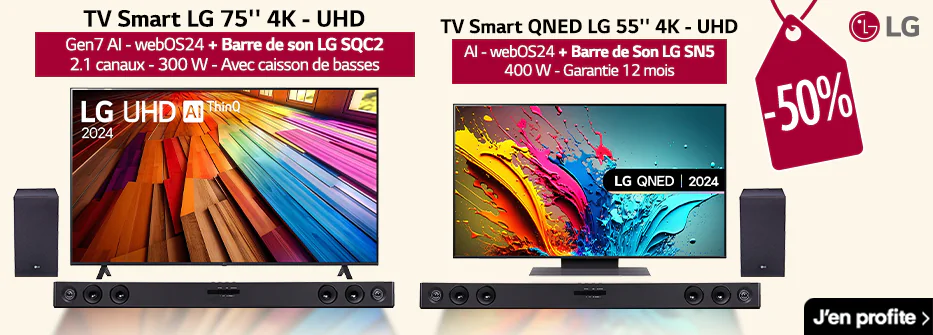 TV Smart LG 75'' 4K - UHD
Gen7 AI - webOS24 + Barre de son LG SQC2
2.1 canaux - 300 W - Avec caisson de basses
LG UHD AI ThinQ
2024
TV Smart QNED LG 55'' 4K - UHD
AI - webOS24 + Barre de Son LG SN5
400 W - Garantie 12 mois
LG QNED | 2024
-50%
LG
J'en profite >